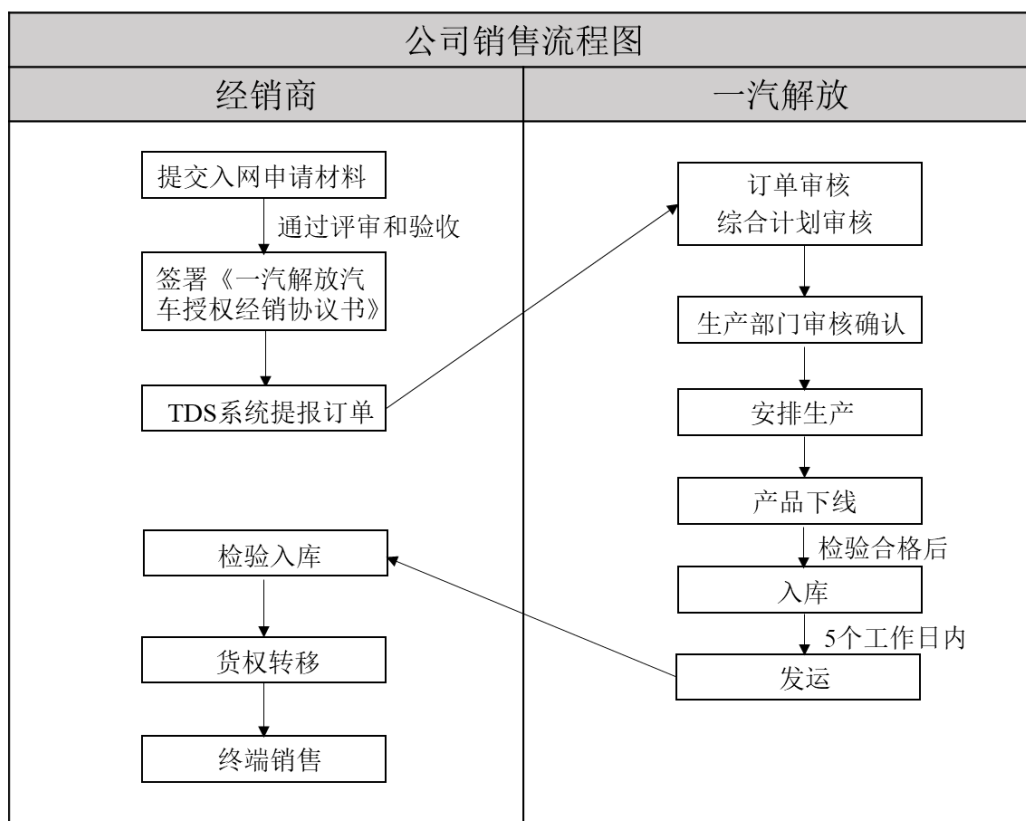 公司销售流程图
经销商
一汽解放
提交入网申请材料
通过评审和验收
签署《一汽解放汽
车授权经销协议书》
TDS系统提报订单
订单审核
综合计划审核
生产部门审核确认
安排生产
产品下线
检验合格后
入库
5个工作日内
发运
检验入库
货权转移
终端销售